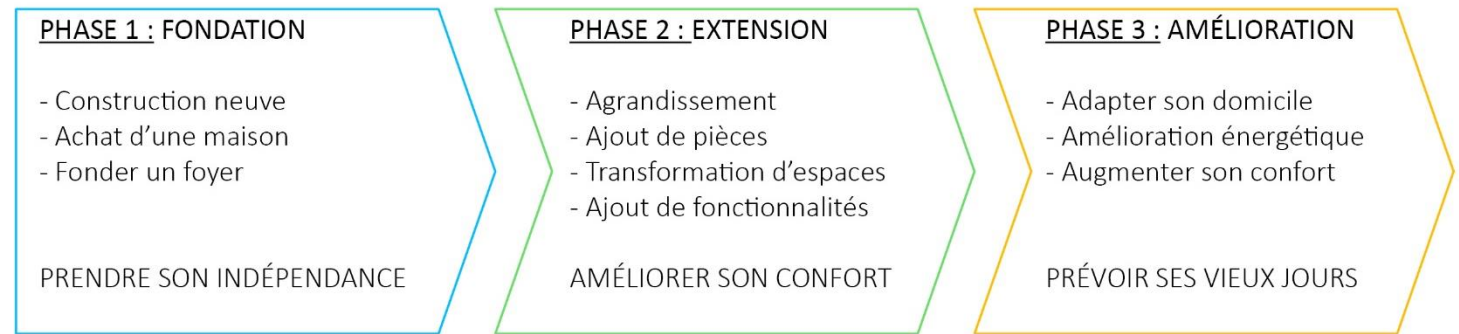 PHASE 1 : FONDATION
- Construction neuve
- Achat d’une maison
- Fonder un foyer
PRENDRE SON INDÉPENDANCE
PHASE 2 : EXTENSION
- Agrandissement
- Ajout de pièces
- Transformation d’espaces
- Ajout de fonctionnalités
AMÉLIORER SON CONFORT
PHASE 3 : AMÉLIORATION
- Adapter son domicile
- Amélioration énergétique
- Augmenter son confort
PRÉVOIR SES VIEUX JOURS